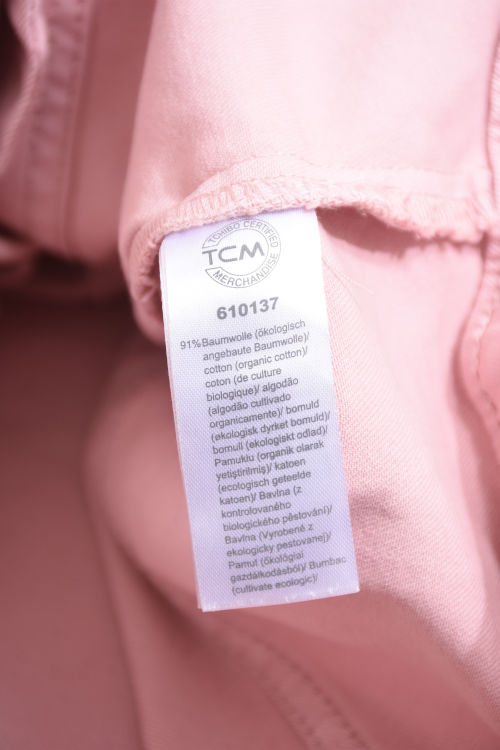 TCHIBO CERTIFIED
TCM
MERCHANDISE
610137
91%Baumwolle (ökologisch
angebaute Baumwolle)/
cotton (organic cotton)/
coton (de culture
biologique)/ algodão
(algodão cultivado
organicamente)/ bomuld
(økologisk dyrket bomuld)/
bomull (ekologiskt odlad)/
Pamuklu (organik olarak
yetiştirilmiş)/ katoen
(ecologisch geteelde
katoen)/ Bavlna (z
kontrolovaného
biologického pěstování)/
Bavlna (Vyrobené z
ekologicky pestovanej)/
Pamut (ökológiai
gazdálkodásból)/ Bumbac
(cultivate ecologic)/